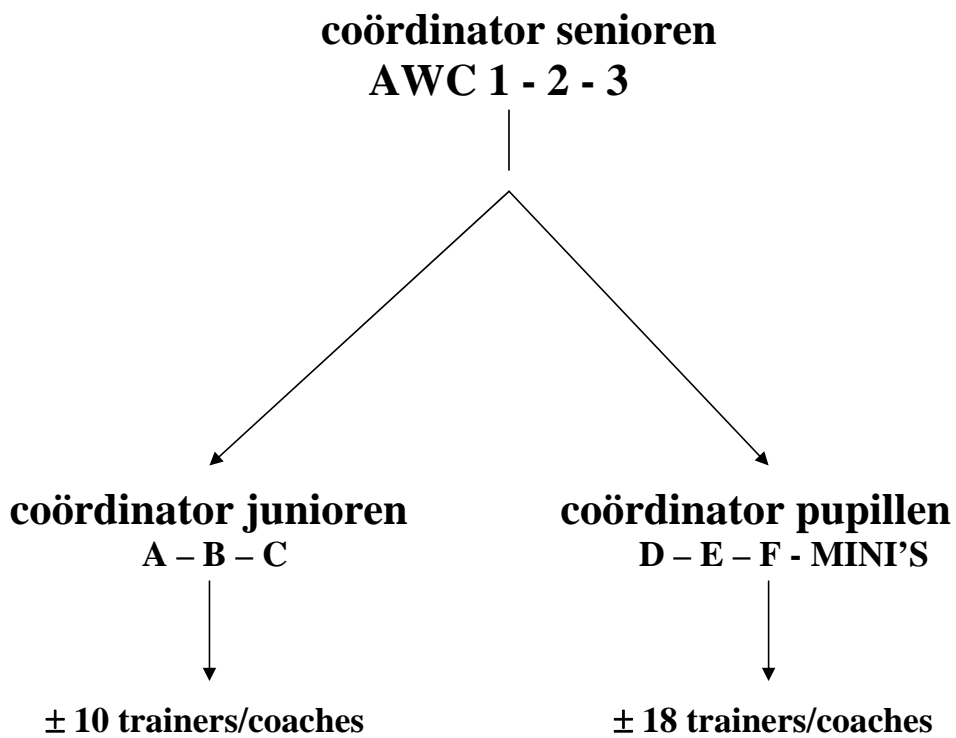 coördinator senioren
AWC 1 - 2 - 3
coördinator junioren
A – B – C
coördinator pupillen
D – E – F - MINI’S
± 10 trainers/coaches
± 18 trainers/coaches